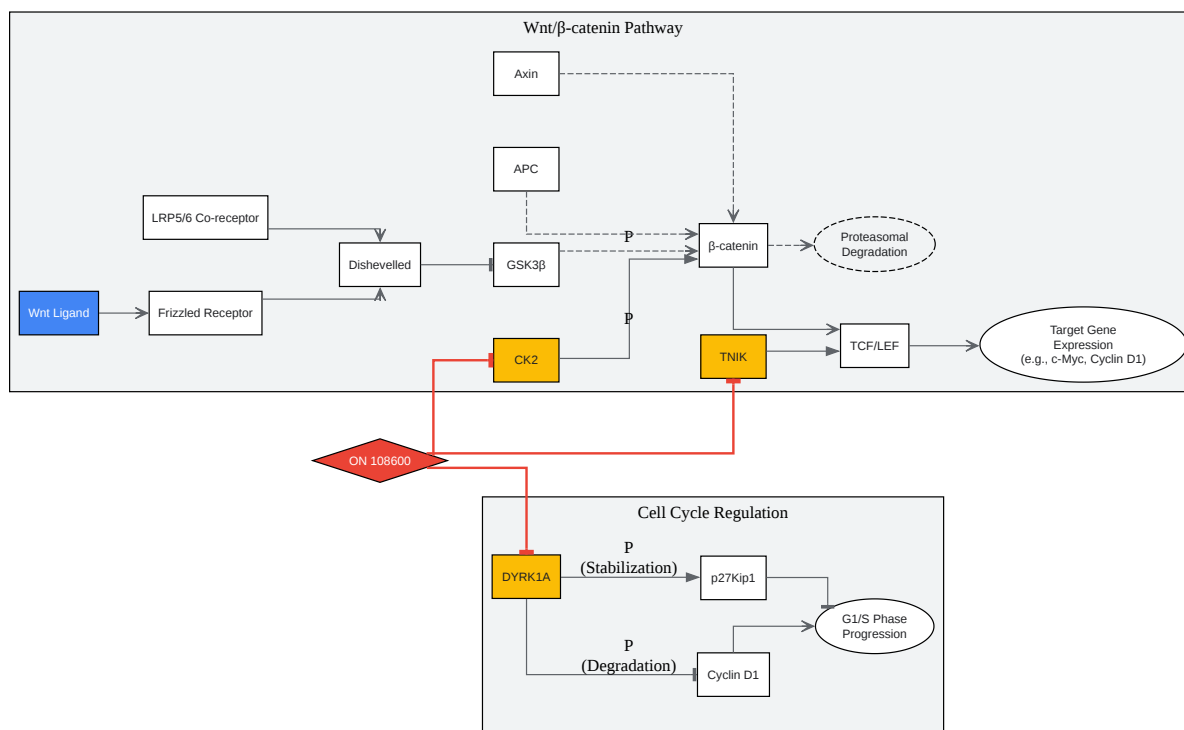 Wnt/β-catenin Pathway
Axin
APC
LRP5/6 Co-receptor
P
β-catenin
Proteasomal
Degradation
Dishevelled
GSK3β
Wnt Ligand
Frizzled Receptor
P
CK2
TNIK
TCF/LEF
Target Gene
Expression
(e.g., c-Myc, Cyclin D1)
ON 108600
Cell Cycle Regulation
DYRK1A
P
(Stabilization)
p27Kip1
G1/S Phase
Progression
P
(Degradation)
Cyclin D1